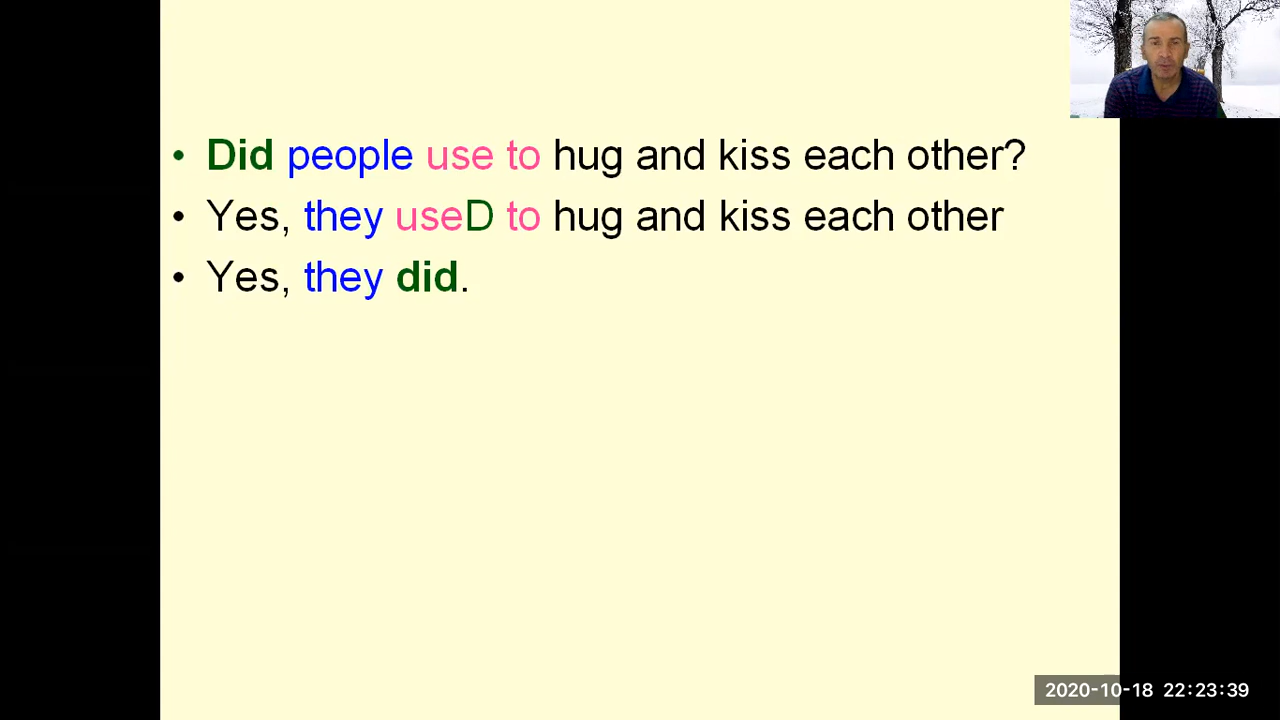 • Did people use to hug and kiss each other?
• Yes, they useD to hug and kiss each other
• Yes, they did.
2020-10-18 22:23:39